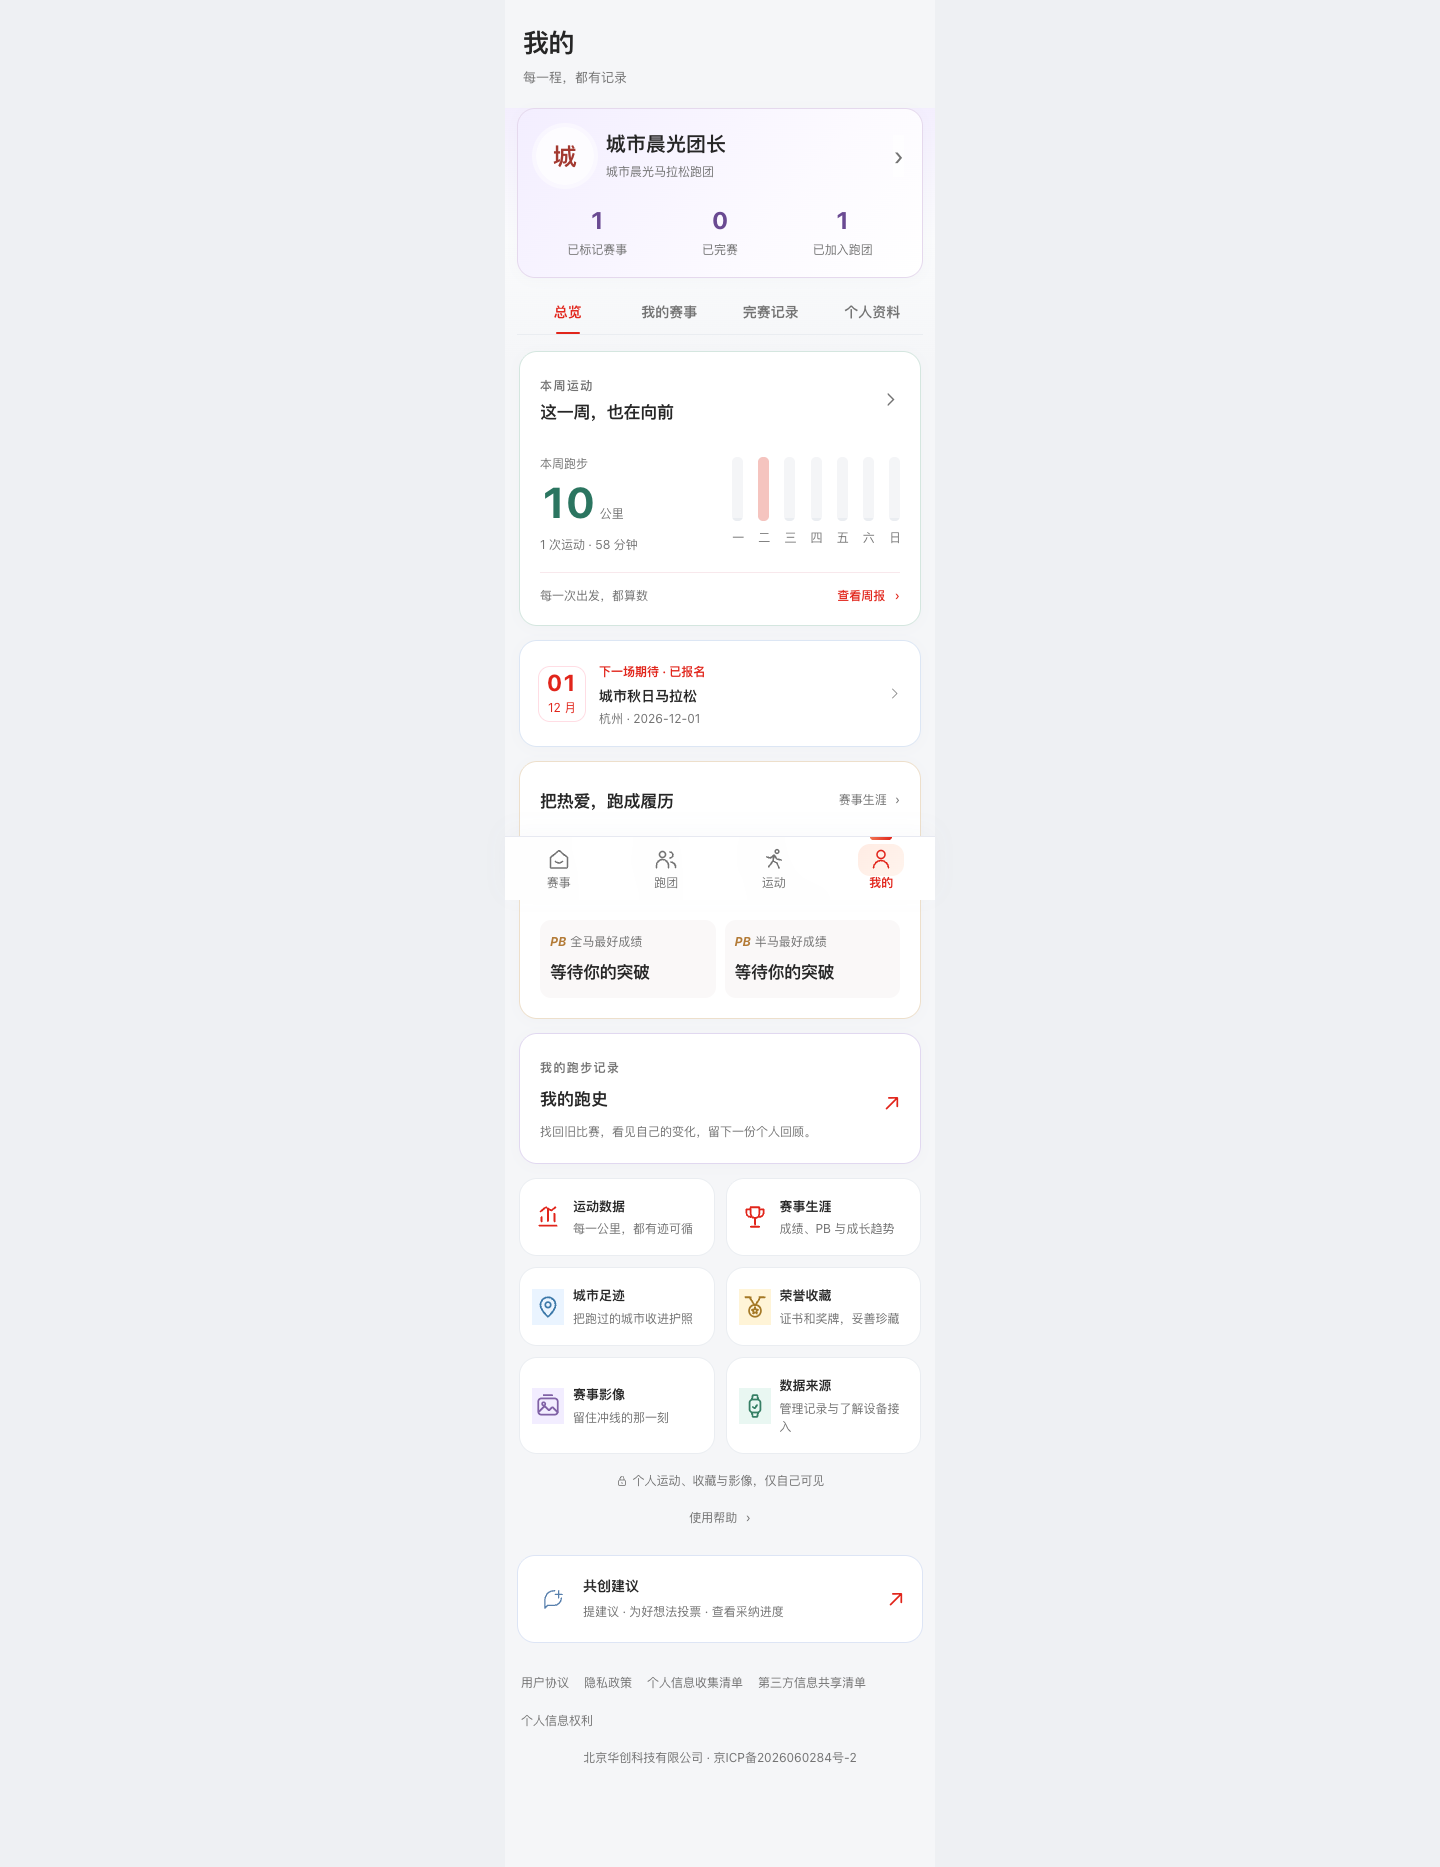 我的
每一程，都有记录
城
城市晨光团长
城市晨光马拉松跑团
›
1 0 1
已标记赛事 已完赛 已加入跑团
总览 我的赛事 完赛记录 个人资料
本周运动
这一周，也在向前
本周跑步
10 公里
1 次运动 · 58 分钟
一 二 三 四 五 六 日
每一次出发，都算数
查看周报 ›
01
12 月
下一场期待 · 已报名
城市秋日马拉松
杭州 · 2026-12-01
把热爱，跑成履历
赛事生涯 ›
赛事 跑团 运动 我的
PB 全马最好成绩
等待你的突破
PB 半马最好成绩
等待你的突破
我的跑步记录
我的跑史
找回旧比赛，看见自己的变化，留下一份个人回顾。
运动数据
每一公里，都有迹可循
赛事生涯
成绩、PB 与成长趋势
城市足迹
把跑过的城市收进护照
荣誉收藏
证书和奖牌，妥善珍藏
赛事影像
留住冲线的那一刻
数据来源
管理记录与了解设备接
入
个人运动、收藏与影像，仅自己可见
使用帮助 ›
共创建议
提建议 · 为好想法投票 · 查看采纳进度
用户协议 隐私政策 个人信息收集清单 第三方信息共享清单
个人信息权利
北京华创科技有限公司 · 京ICP备2026060284号-2